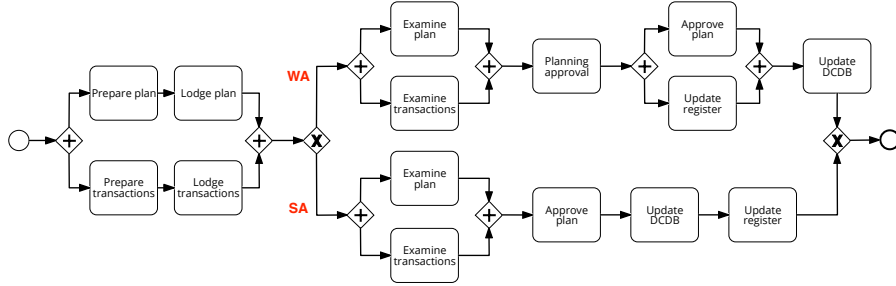 Prepare plan
Lodge plan
Prepare
transactions
Lodge
transactions
WA
Examine
plan
Examine
transactions
Planning
approval
Approve
plan
Update
register
Update
DCDB
SA
Examine
plan
Examine
transactions
Approve
plan
Update
DCDB
Update
register